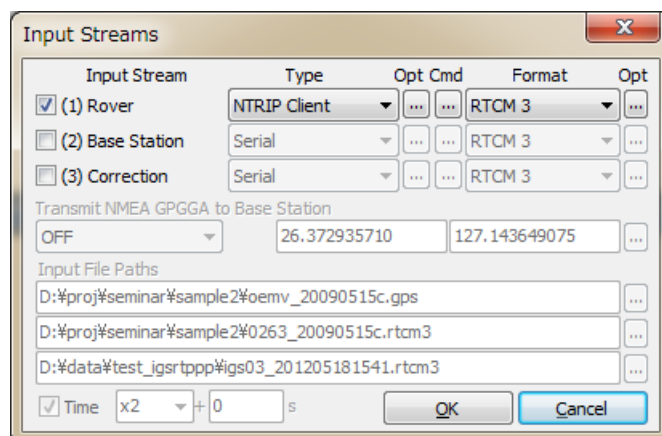 Input Streams
Input Stream Type Opt Cmd Format Opt
(1) Rover NTRIP Client ... ... RTCM 3 ...
(2) Base Station Serial ... ... RTCM 3 ...
(3) Correction Serial ... ... RTCM 3 ...
Transmit NMEA GPGGA to Base Station
OFF 26.372935710 127.143649075 ...
Input File Paths
D:¥proj¥seminar¥sample2¥oemv_20090515c.gps ...
D:¥proj¥seminar¥sample2¥0263_20090515c.rtcm3 ...
D:¥data¥test_igsrtppp¥igs03_201205181541.rtcm3 ...
Time x2 + 0 s OK Cancel